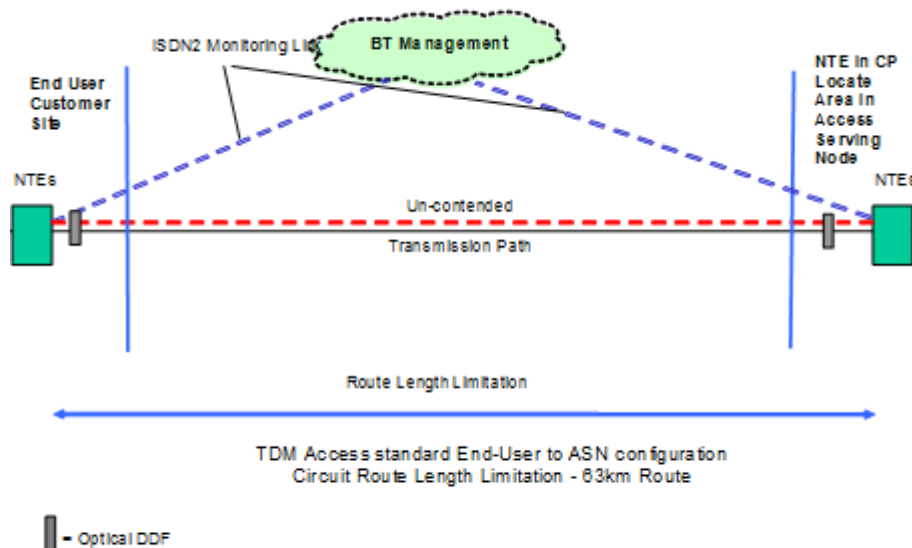 ISDN2 Monitoring Li
BT Management
End User
Customer
Site
NTE in CP
Locate
Area in
Access
Serving
Node
NTEs
NTEs
Un-contended
Transmission Path
Route Length Limitation
TDM Access standard End-User to ASN configuration
Circuit Route Length Limitation - 63km Route
= Optical DDF